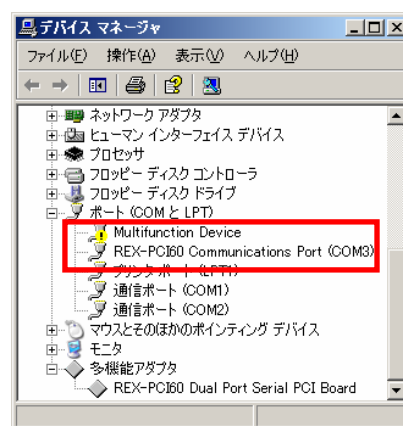 デバイス マネージャ
ファイル(F) 操作(A) 表示(V) ヘルプ(H)
ネットワーク アダプタ
ヒューマン インターフェイス デバイス
プロセッサ
フロッピー ディスク コントローラ
フロッピー ディスク ドライブ
ポート (COM と LPT)
Multifunction Device
REX-PCI60 Communications Port (COM3)
プリンタ ポート (LPT1)
通信ポート (COM1)
通信ポート (COM2)
マウスとそのほかのポインティング デバイス
モニタ
多機能アダプタ
REX-PCI60 Dual Port Serial PCI Board